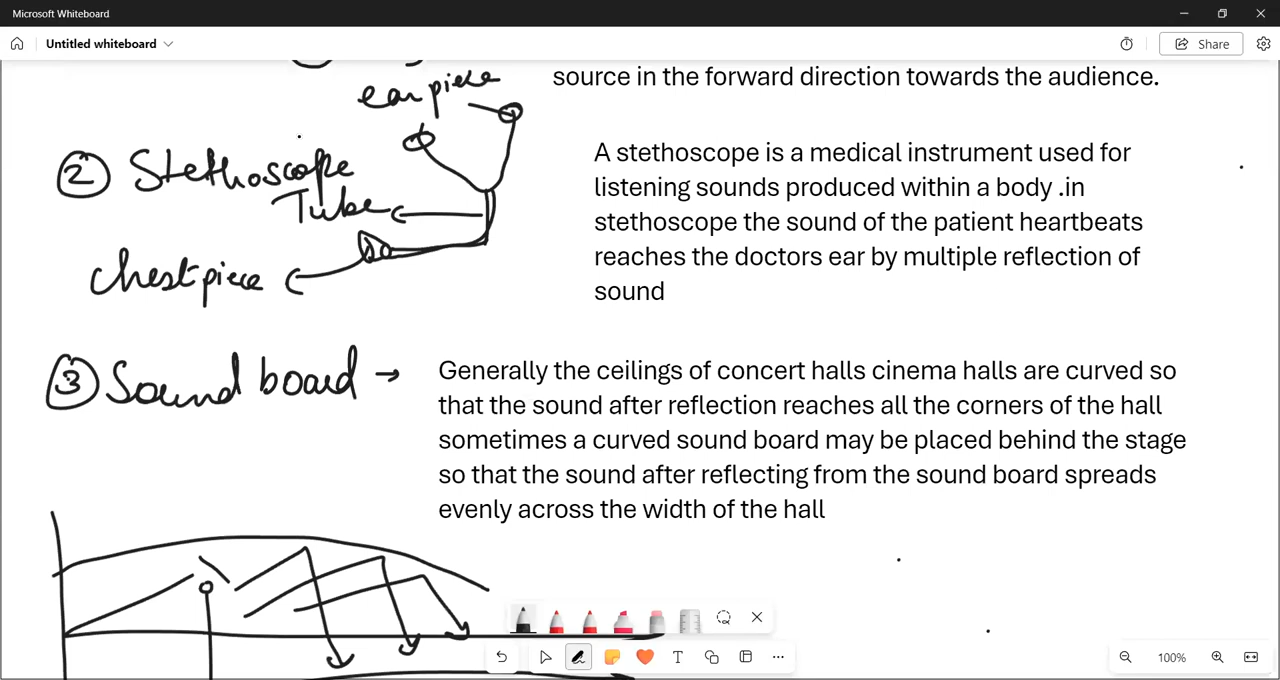 Microsoft Whiteboard
Untitled whiteboard
Share
source in the forward direction towards the audience.
ear piece
② Stethoscope
Tube
Chest piece
A stethoscope is a medical instrument used for
listening sounds produced within a body .in
stethoscope the sound of the patient heartbeats
reaches the doctors ear by multiple reflection of
sound
③ Sound board →
Generally the ceilings of concert halls cinema halls are curved so
that the sound after reflection reaches all the corners of the hall
sometimes a curved sound board may be placed behind the stage
so that the sound after reflecting from the sound board spreads
evenly across the width of the hall
100%